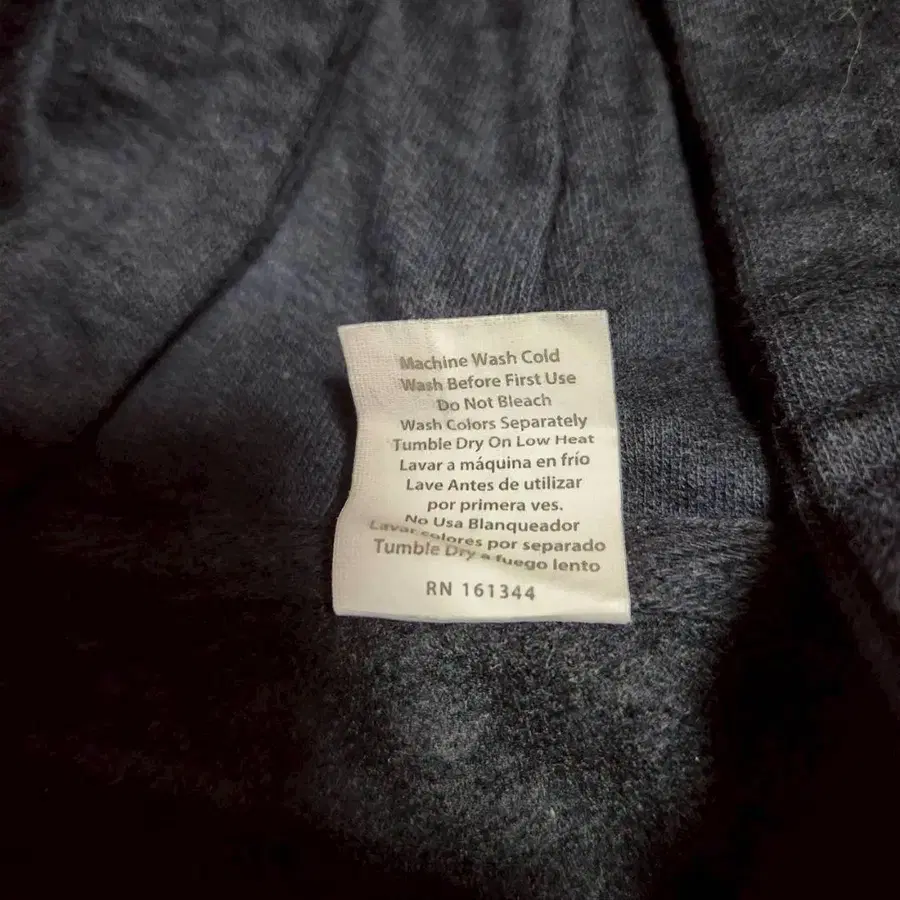 Machine Wash Cold
Wash Before First Use
Do Not Bleach
Wash Colors Separately
Tumble Dry On Low Heat
Lavar a máquina en frío
Lave Antes de utilizar
por primera ves.
No Usa Blanqueador
Lavar colores por separado
Tumble Dry a fuego lento
RN 161344